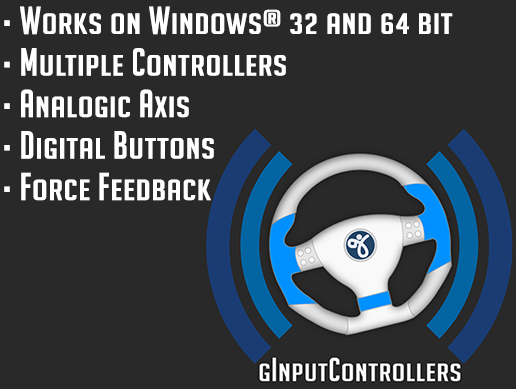 · Works on Windows® 32 and 64 bit
· Multiple Controllers
· Analogic Axis
· Digital Buttons
· Force Feedback
gInputControllers